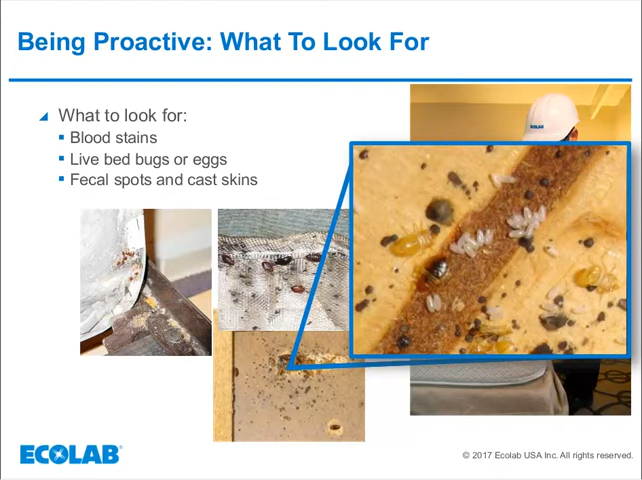 Being Proactive: What To Look For
What to look for:
Blood stains
Live bed bugs or eggs
Fecal spots and cast skins
ECOLAB
ECOLAB®
© 2017 Ecolab USA Inc. All rights reserved.